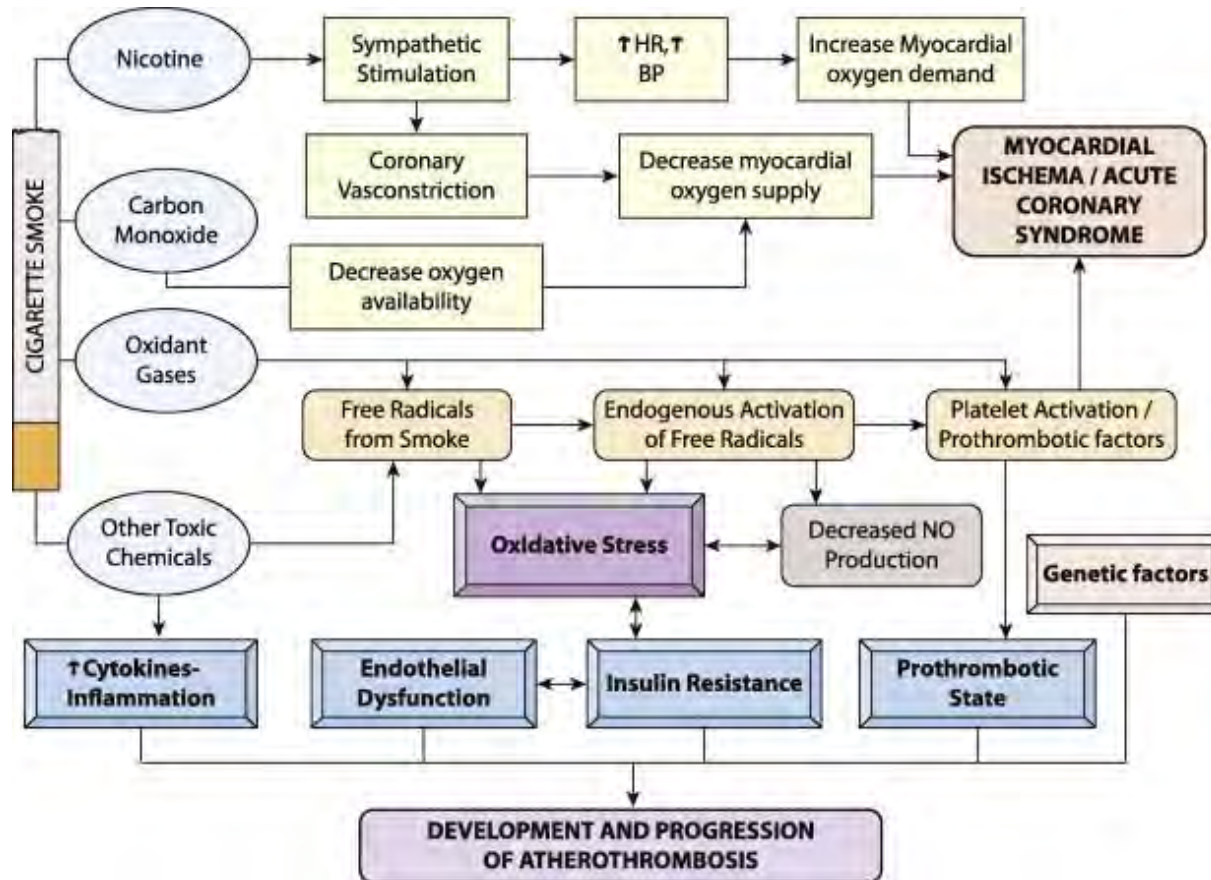 Nicotine
Sympathetic
Stimulation
↑HR,↑
BP
Increase Myocardial
oxygen demand
CIGARETTE SMOKE
Carbon
Monoxide
Coronary
Vasconstriction
Decrease myocardial
oxygen supply
MYOCARDIAL
ISCHEMA / ACUTE
CORONARY
SYNDROME
Decrease oxygen
availability
Oxidant
Gases
Free Radicals
from Smoke
Endogenous Activation
of Free Radicals
Platelet Activation /
Prothrombotic factors
Other Toxic
Chemicals
Oxidative Stress
Decreased NO
Production
Genetic factors
↑Cytokines-
Inflammation
Endothelial
Dysfunction
Insulin Resistance
Prothrombotic
State
DEVELOPMENT AND PROGRESSION
OF ATHEROTHROMBOSIS